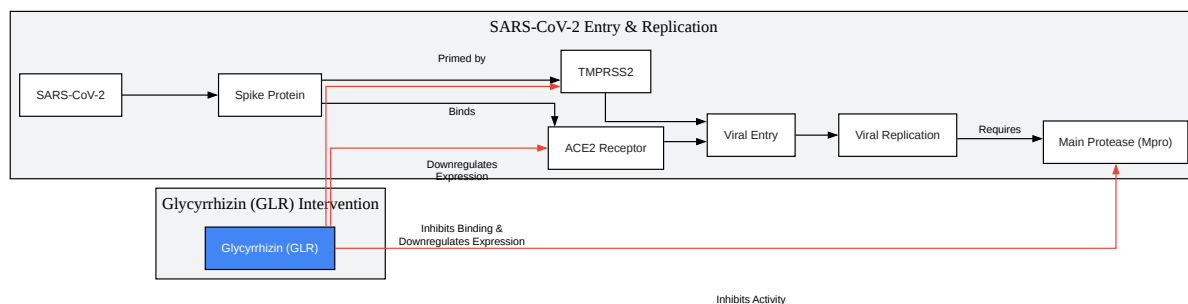 SARS-CoV-2 Entry & Replication
Primed by
TMPRSS2
SARS-CoV-2
Spike Protein
Binds
Viral Entry
Viral Replication
Requires
Main Protease (Mpro)
ACE2 Receptor
Downregulates
Expression
Glycyrrhizin (GLR) Intervention
Glycyrrhizin (GLR)
Inhibits Binding &
Downregulates Expression
Inhibits Activity